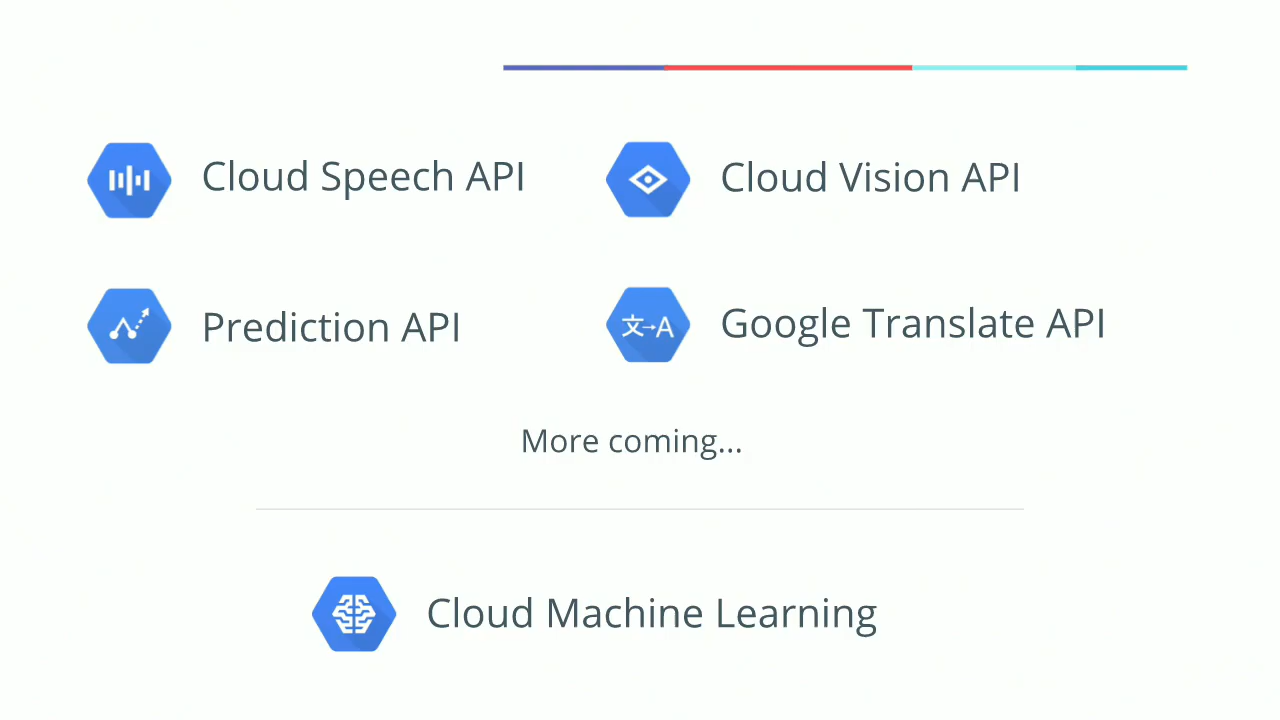 Cloud Speech API
Cloud Vision API
Prediction API
文→A
Google Translate API
More coming...
Cloud Machine Learning